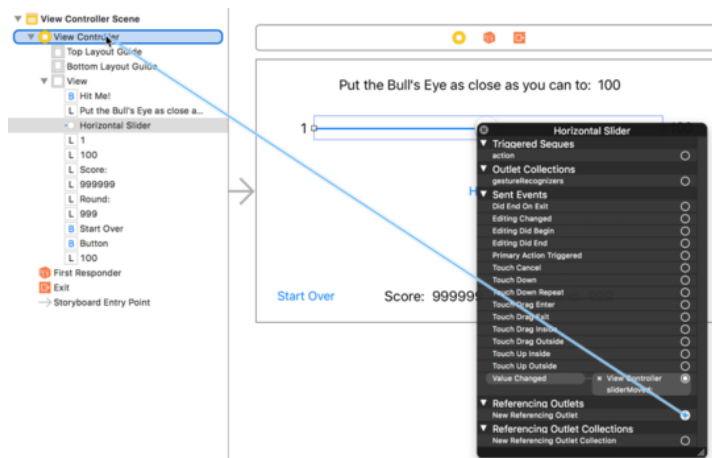 View Controller Scene
View Controller
Top Layout Guide
Bottom Layout Guide
View
B Hit Me!
L Put the Bull's Eye as close a...
Horizontal Slider
L 1
L 100
L Score:
L 999999
L Round:
L 999
B Start Over
B Button
L 100
First Responder
Exit
Storyboard Entry Point
Put the Bull's Eye as close as you can to: 100
1
H
Start Over Score: 999999
Horizontal Slider
Triggered Segues
action
Outlet Collections
gestureRecognizers
Sent Events
Did End On Exit
Editing Changed
Editing Did Begin
Editing Did End
Primary Action Triggered
Touch Cancel
Touch Down
Touch Down Repeat
Touch Drag Enter
Touch Drag Exit
Touch Drag Inside
Touch Drag Outside
Touch Up Inside
Touch Up Outside
Value Changed × View Controller
sliderMoved:
Referencing Outlets
New Referencing Outlet
Referencing Outlet Collections
New Referencing Outlet Collection